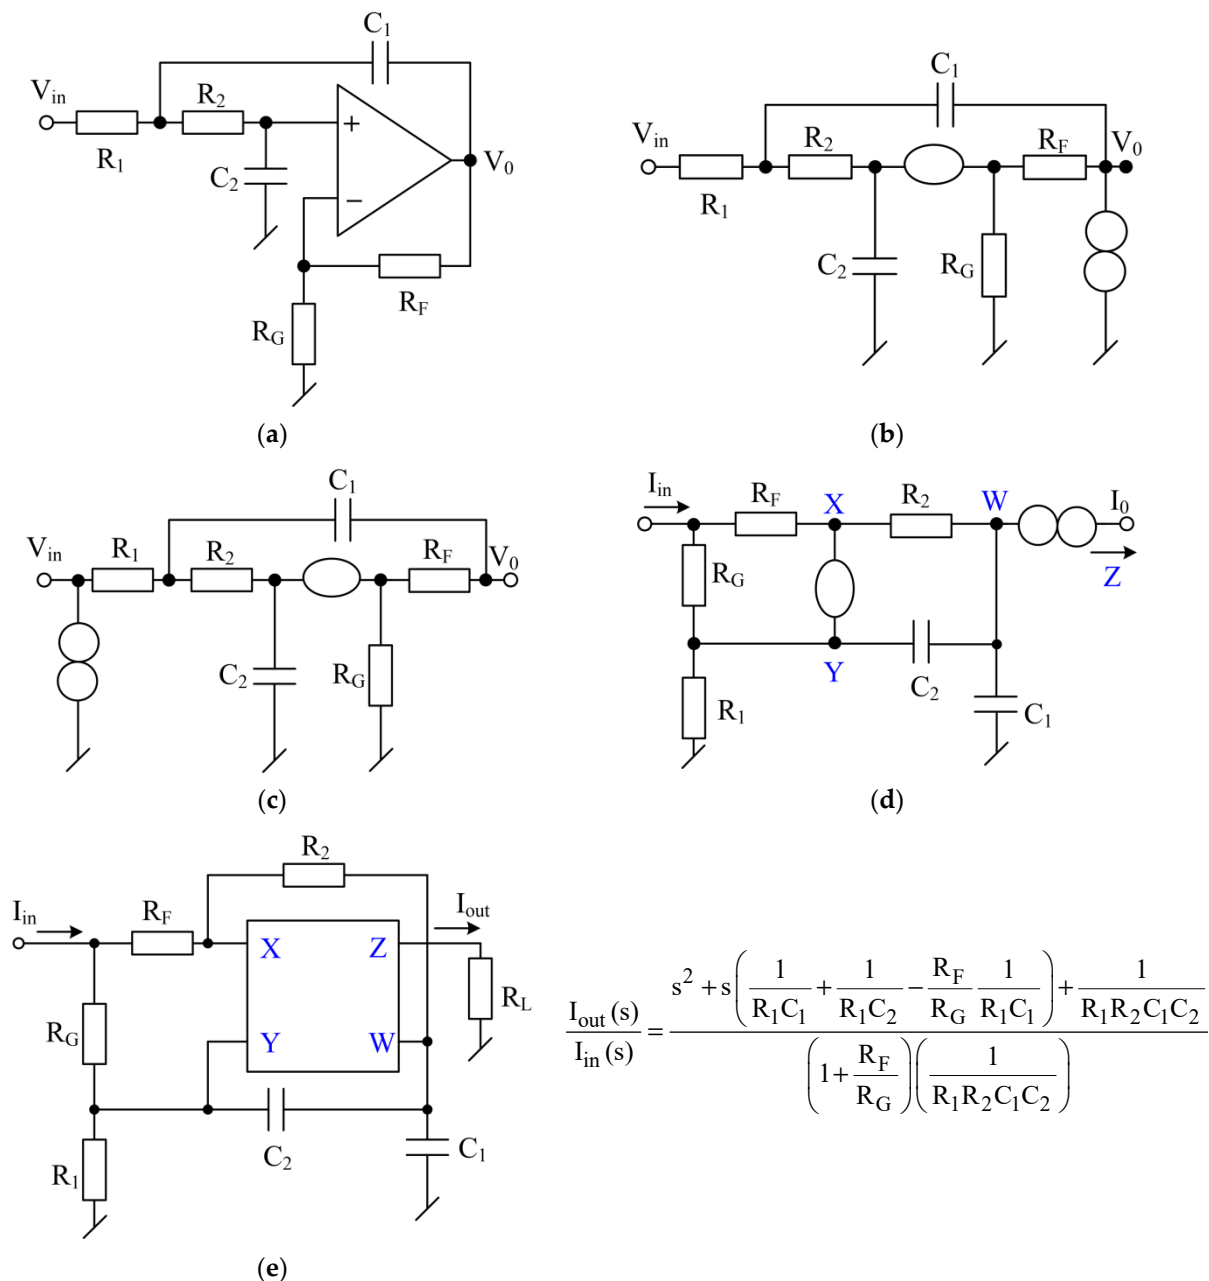 C1
Vin
R2
R1
C2
+
−
V0
RF
RG
(a)
C1
Vin
R2
RF
V0
R1
C2
RG
(b)
C1
Vin
R1
R2
RF
V0
C2
RG
(c)
Iin
RF
X
R2
W
I0
Z
RG
Y
C2
R1
C1
(d)
R2
Iin
RF
Iout
X
Z
RL
RG
Y
W
C2
C1
R1
(e)
Iout(s)/Iin(s) = (s² + s(1/(R1C1) + 1/(R1C2) − (RF/RG)(1/(R1C1))) + 1/(R1R2C1C2)) / ((1 + RF/RG)(1/(R1R2C1C2)))